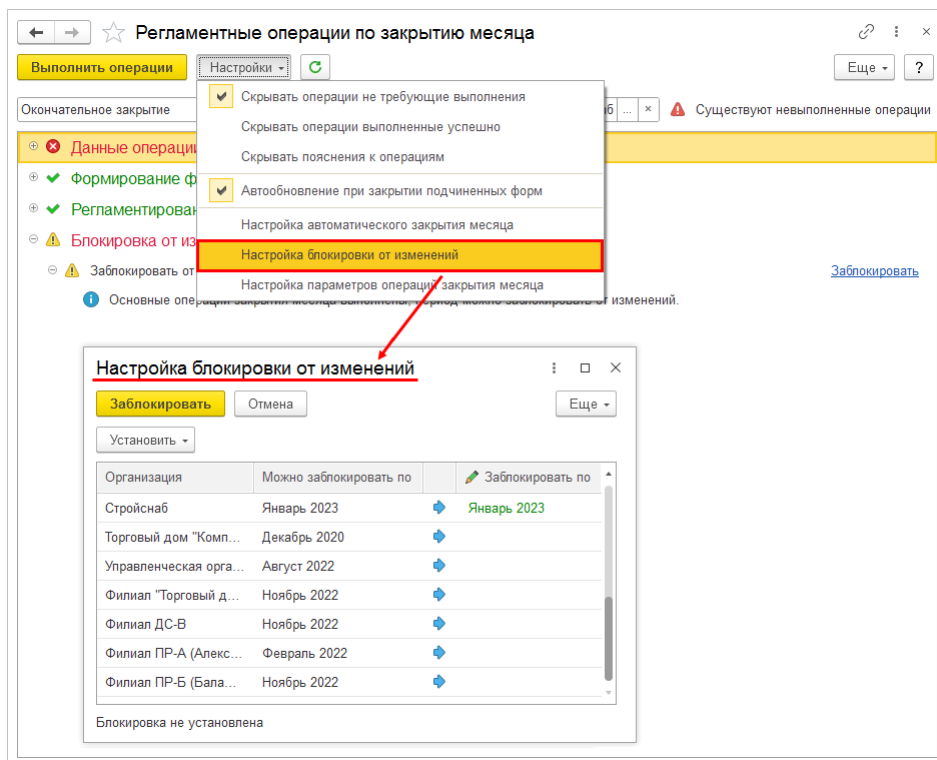 Регламентные операции по закрытию месяца
Выполнить операции Настройки Еще ?
Окончательное закрытие ... × Существуют невыполненные операции
Скрывать операции не требующие выполнения
Скрывать операции выполненные успешно
Скрывать пояснения к операциям
Автообновление при закрытии подчиненных форм
Настройка автоматического закрытия месяца
Настройка блокировки от изменений
Настройка параметров операций закрытия месяца
Данные операци
Формирование ф
Регламентирован
Блокировка от из
Заблокировать от Заблокировать
Основные операции закрытия месяца выполнены, период можно заблокировать от изменений.
Настройка блокировки от изменений
Заблокировать Отмена Еще
Установить
Организация Можно заблокировать по Заблокировать по
Стройснаб Январь 2023 Январь 2023
Торговый дом "Комп... Декабрь 2020
Управленческая орга... Август 2022
Филиал "Торговый д... Ноябрь 2022
Филиал ДС-В Ноябрь 2022
Филиал ПР-А (Алекс... Февраль 2022
Филиал ПР-Б (Бала... Ноябрь 2022
Блокировка не установлена